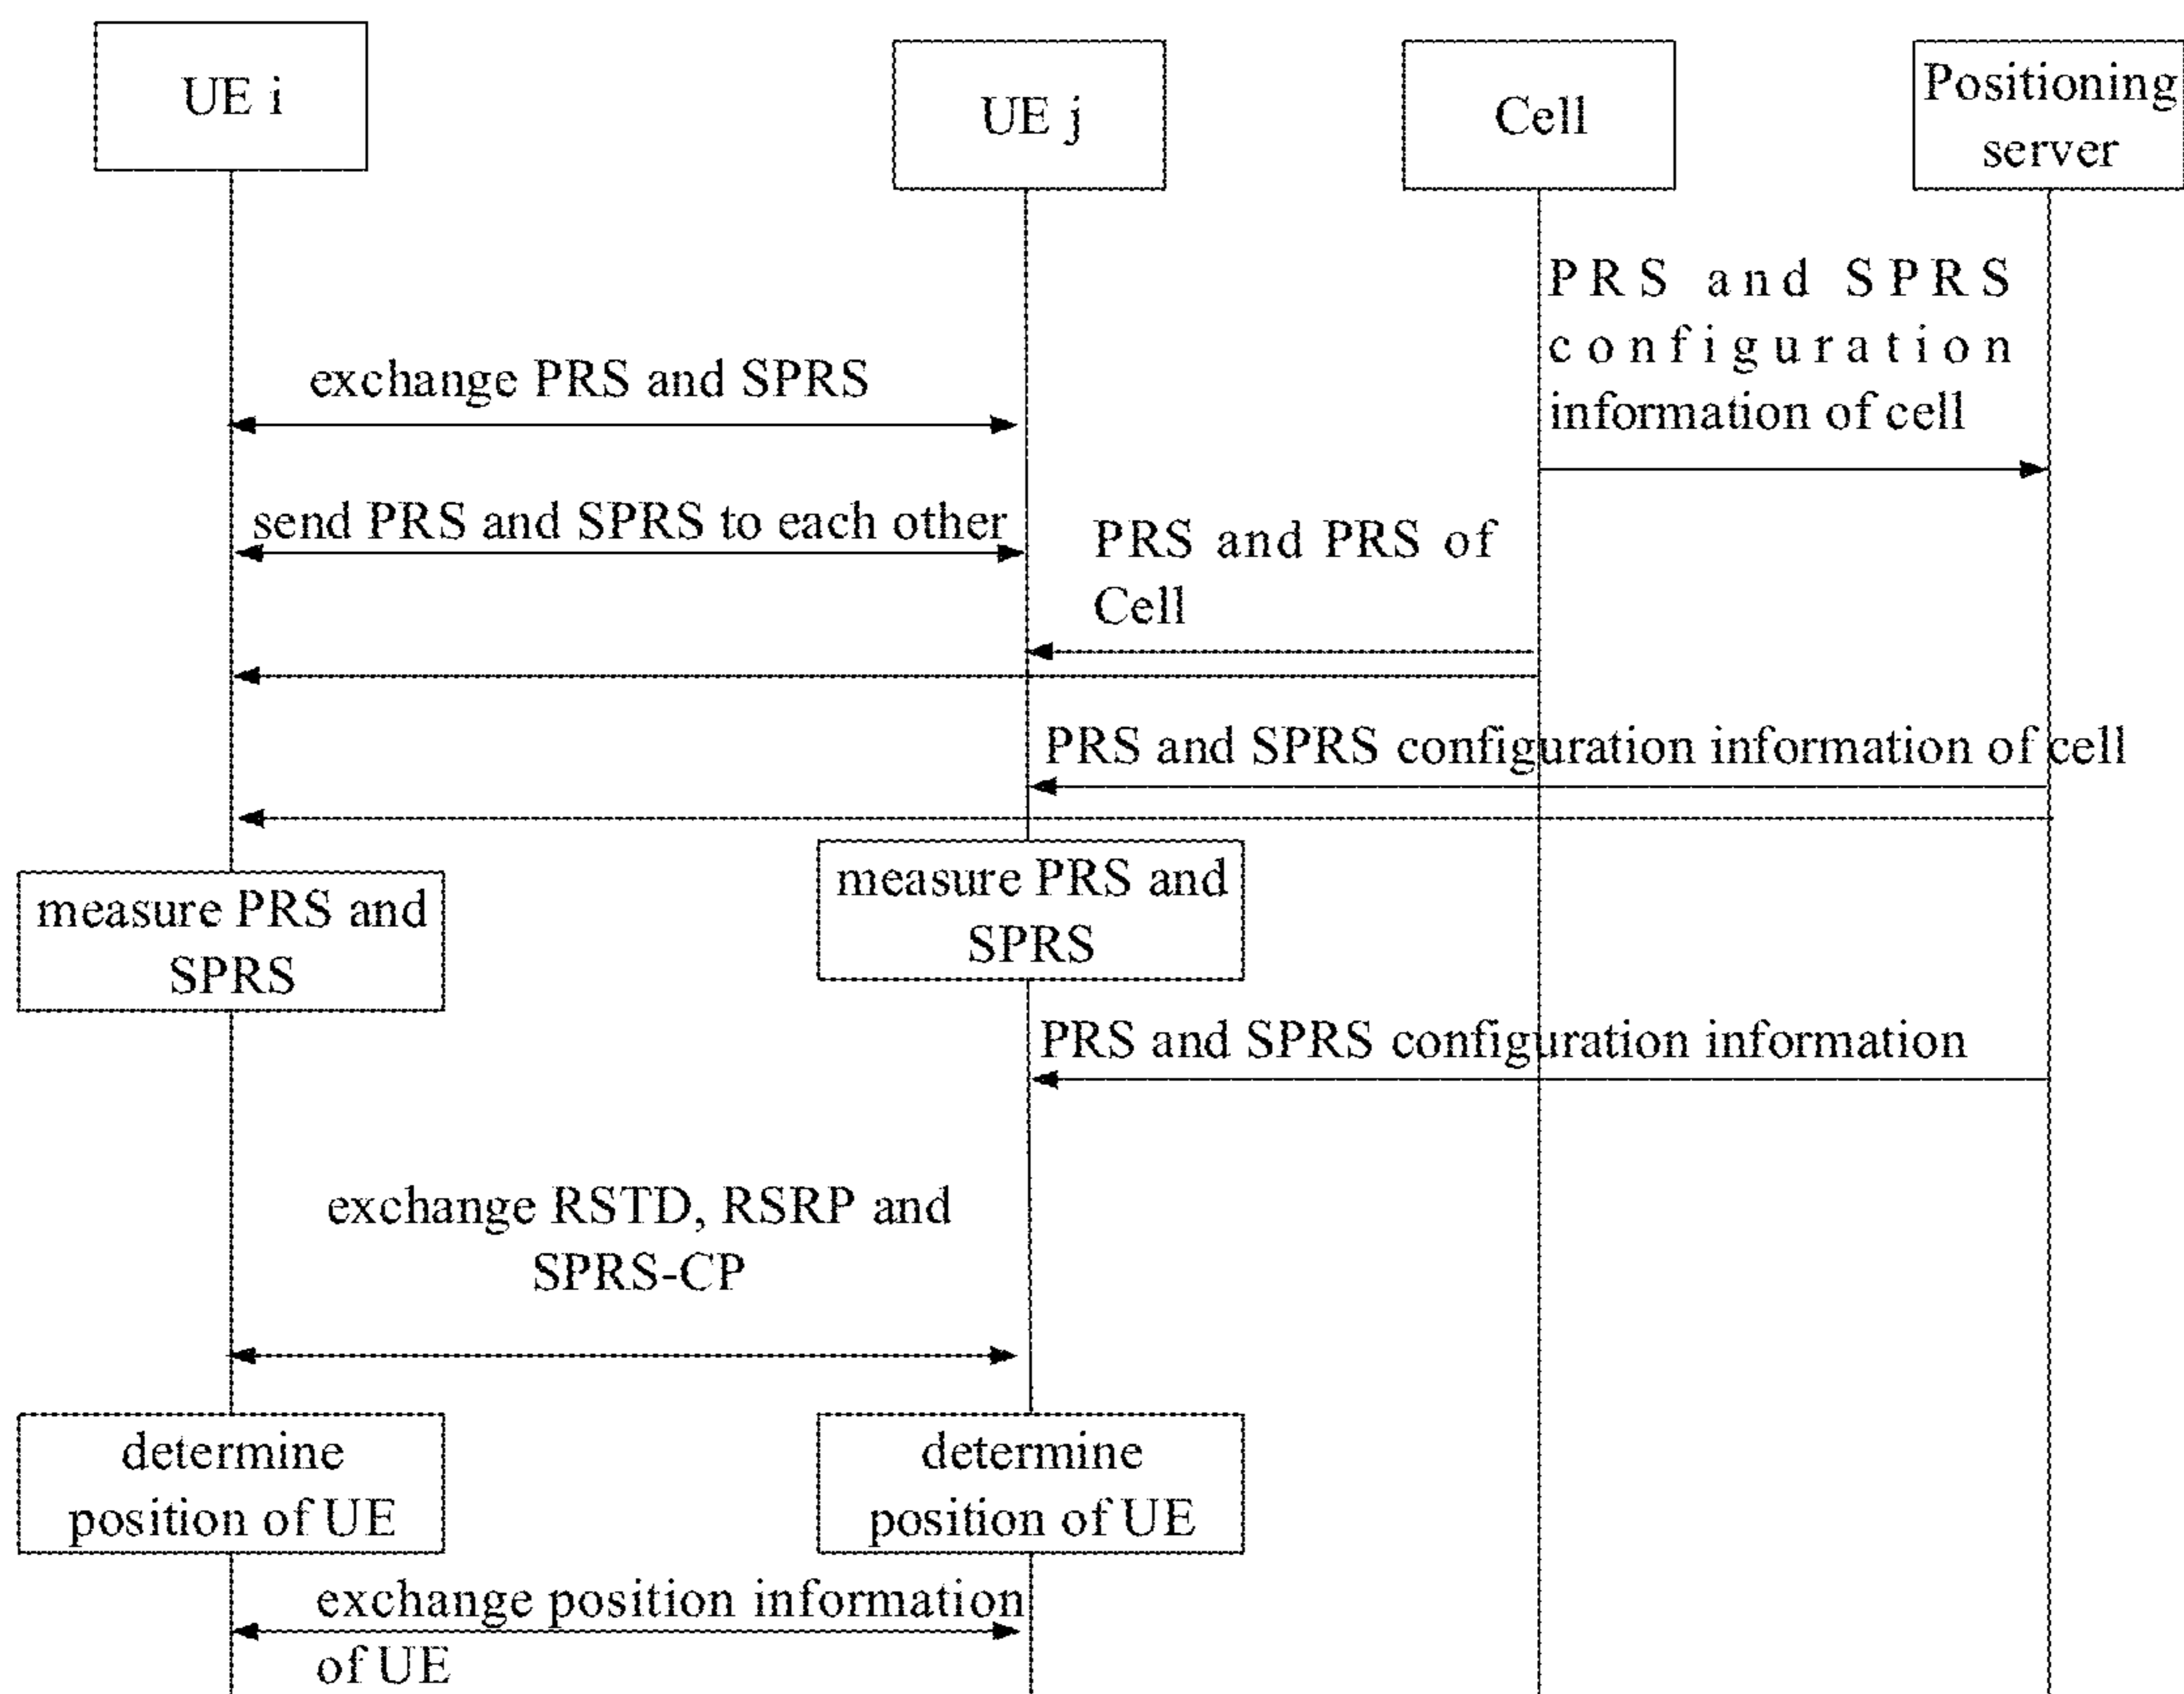 UE i
UE j
Cell
Positioning
server
PRS and SPRS
configuration
information of cell
exchange PRS and SPRS
send PRS and SPRS to each other
PRS and PRS of
Cell
PRS and SPRS configuration information of cell
measure PRS and
SPRS
measure PRS and
SPRS
PRS and SPRS configuration information
exchange RSTD, RSRP and
SPRS-CP
determine
position of UE
determine
position of UE
exchange position information
of UE